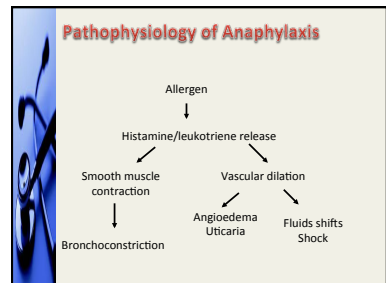 Pathophysiology of Anaphylaxis
Allergen
Histamine/leukotriene release
Smooth muscle
contraction
Vascular dilation
Bronchoconstriction
Angioedema
Uticaria
Fluids shifts
Shock